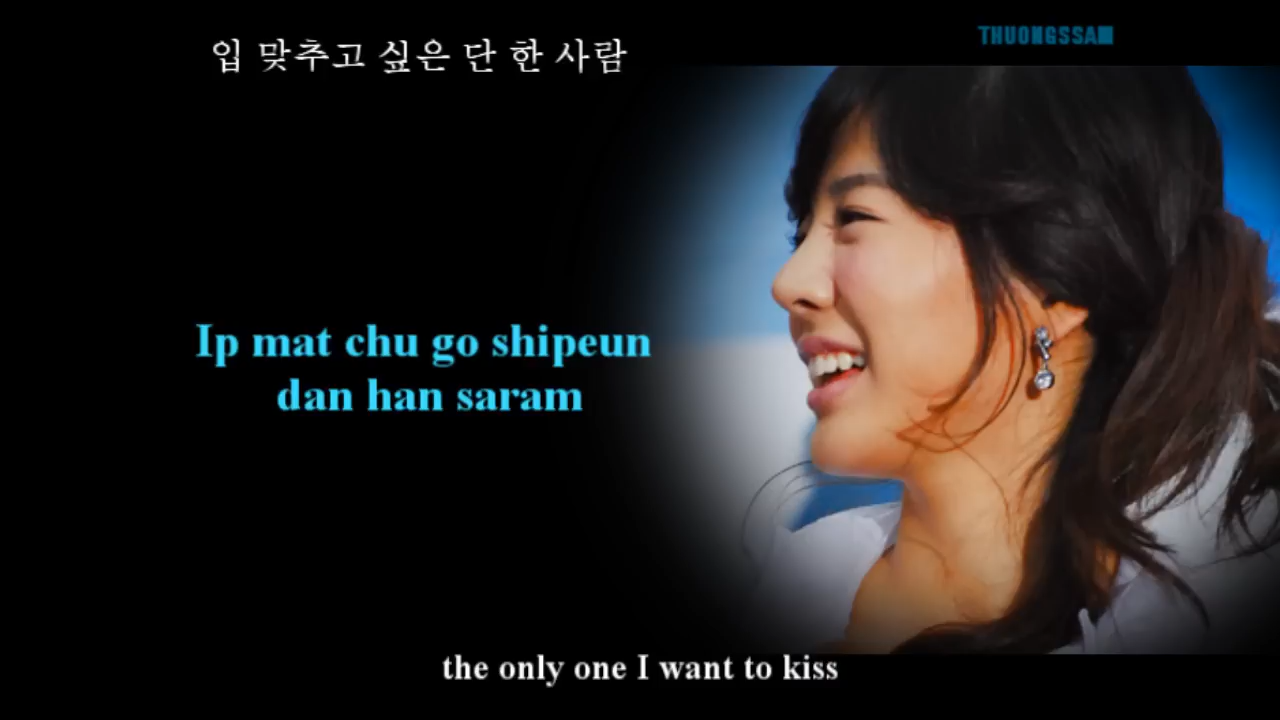 입 맞추고 싶은 단 한 사람
THUONGSSA
Ip mat chu go shipeun
dan han saram
the only one I want to kiss